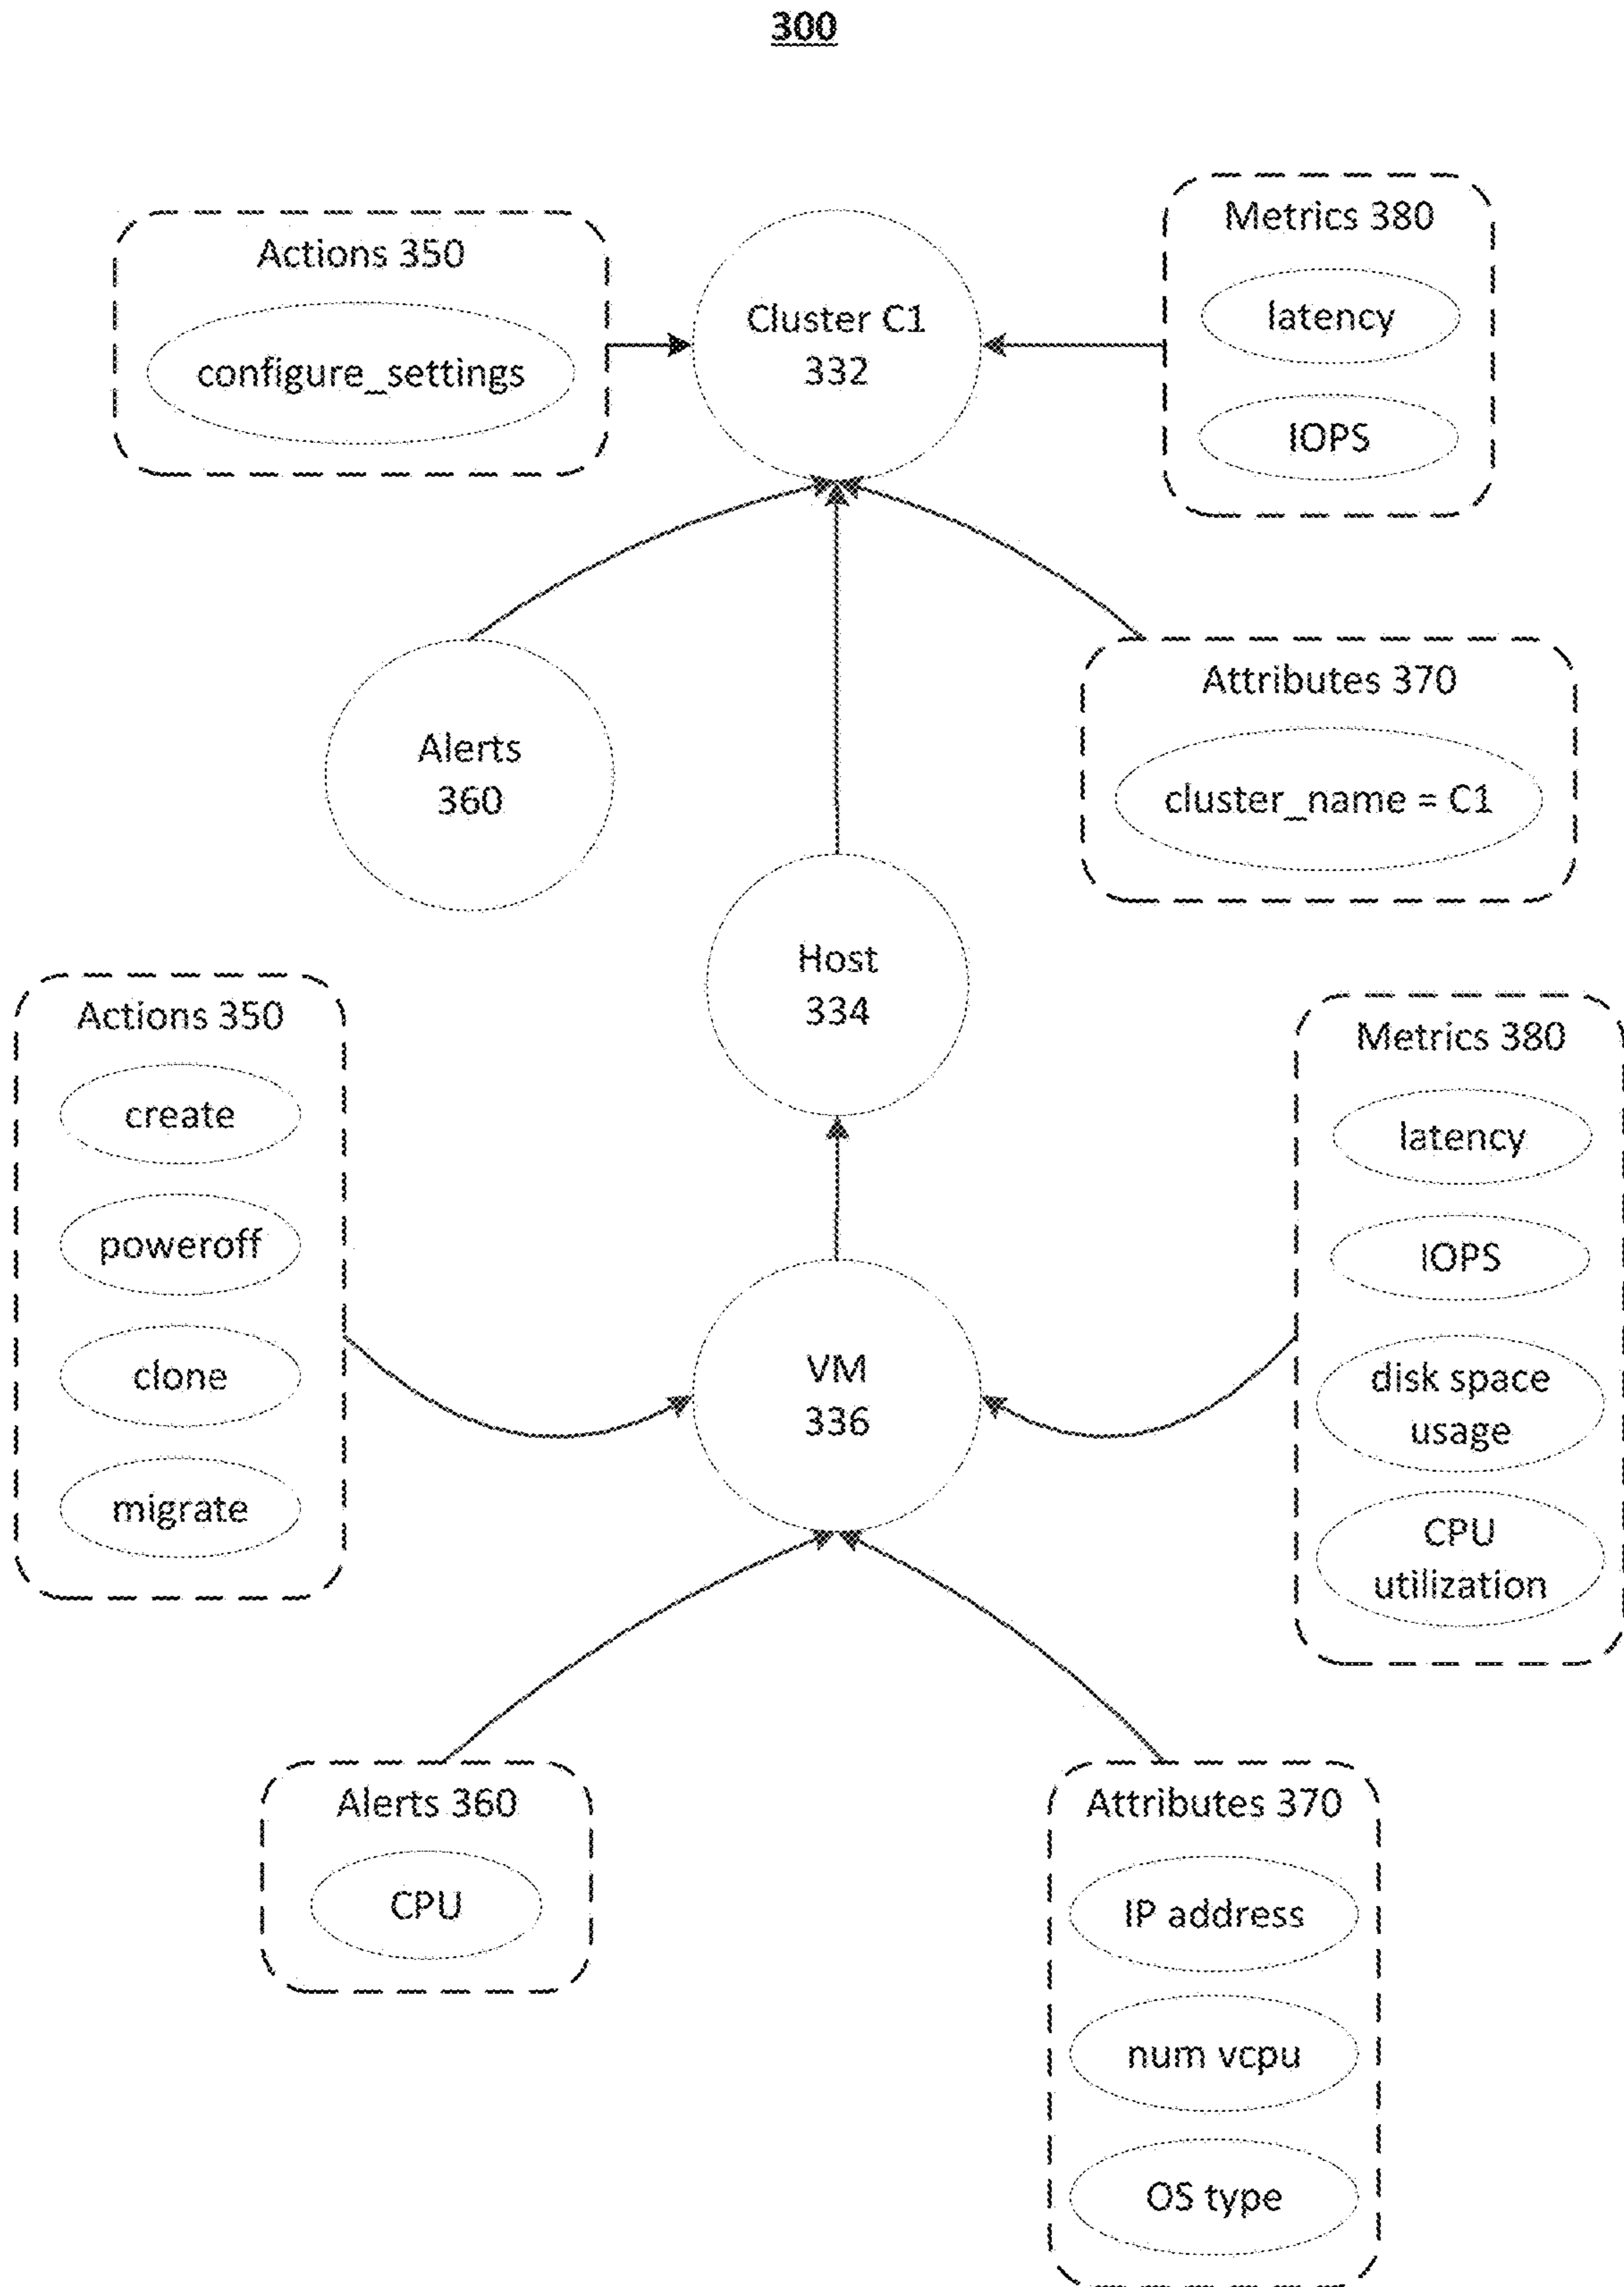 300
Actions 350
configure_settings
Cluster C1
332
Metrics 380
latency
IOPS
Alerts
360
Attributes 370
cluster_name = C1
Host
334
Actions 350
create
poweroff
clone
migrate
VM
336
Metrics 380
latency
IOPS
disk space
usage
CPU
utilization
Alerts 360
CPU
Attributes 370
IP address
num vcpu
OS type